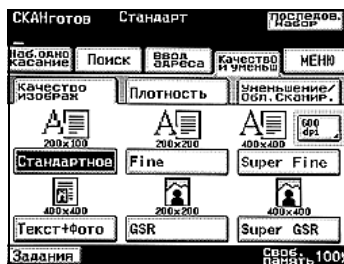 СКАНготов Стандарт последов. набор
Наб.одно касание Поиск Ввод адреса Качество и уменьш МЕНЮ
Качество изображ Плотность Уменьшение/ Обл.Сканир.
200x100 200x200 400x400 600 dpi
Стандартное Fine Super Fine
400x400 200x200 400x400
Текст+Фото GSR Super GSR
Задания Своб. память 100%